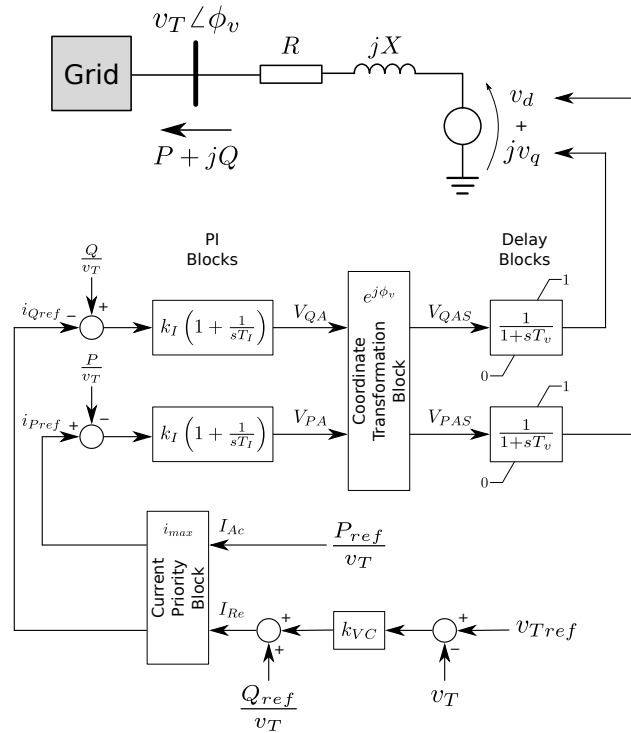 v_T∠ϕ_v
R
jX
Grid
v_d
+
jv_q
P + jQ
PI
Blocks
Delay
Blocks
Q/v_T
i_Qref
−
+
k_I (1 + 1/(sT_I))
V_QA
e^{jϕ_v}
V_QAS
1
1/(1+sT_v)
0
P/v_T
i_Pref
+
−
k_I (1 + 1/(sT_I))
V_PA
Coordinate
Transformation
Block
V_PAS
1
1/(1+sT_v)
0
i_max
Current
Priority
Block
I_Ac
P_ref/v_T
I_Re
+
+
k_VC
+
−
v_Tref
Q_ref/v_T
v_T